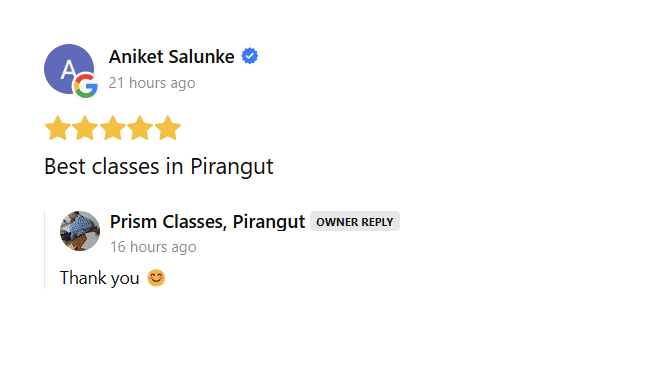 A
Aniket Salunke
21 hours ago
Best classes in Pirangut
Prism Classes, Pirangut OWNER REPLY
16 hours ago
Thank you 😊